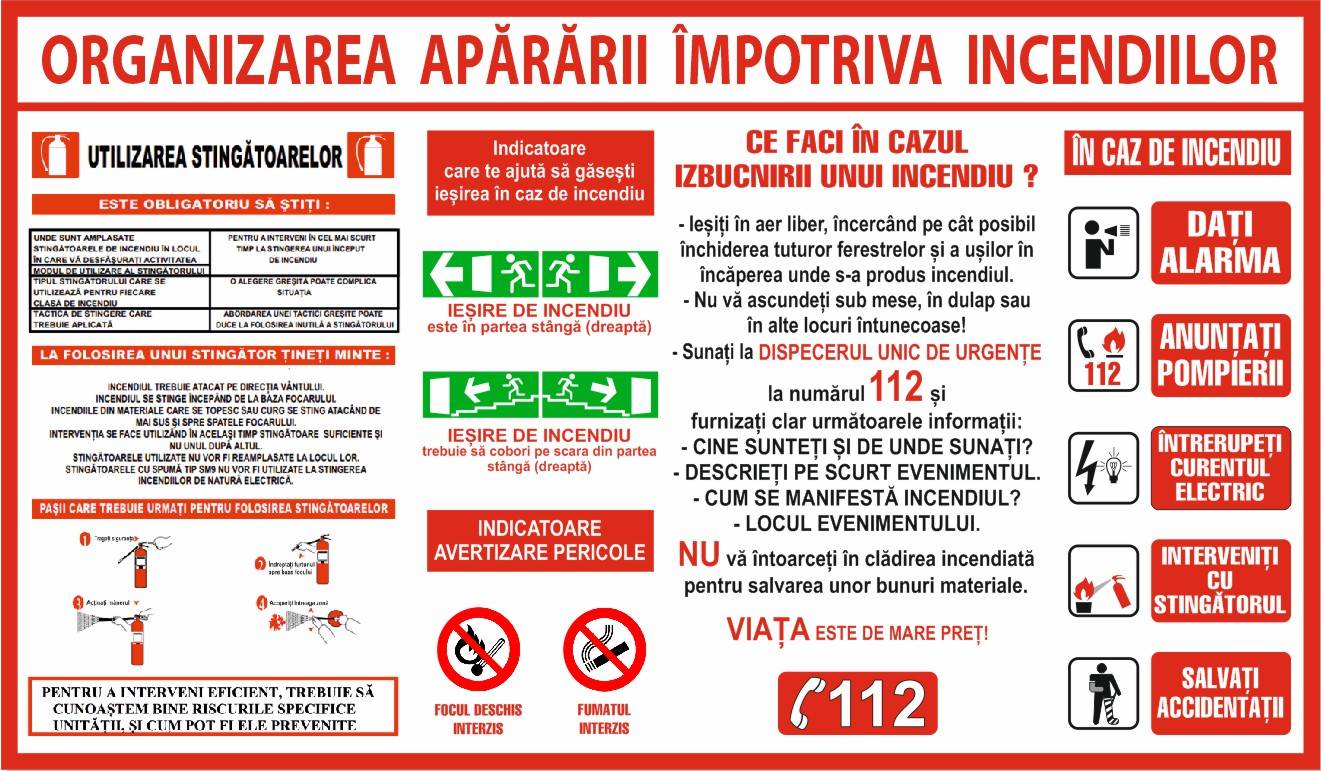 ORGANIZAREA APĂRĂRII ÎMPOTRIVA INCENDIILOR
UTILIZAREA STINGĂTOARELOR
ESTE OBLIGATORIU SĂ ȘTIȚI :
UNDE SUNT AMPLASATE
STINGĂTOARELE DE INCENDIU ÎN LOCUL
ÎN CARE VĂ DESFĂȘURAȚI ACTIVITATEA
MODUL DE UTILIZARE AL STINGĂTORULUI
PENTRU A INTERVENI ÎN CEL MAI SCURT
TIMP LA STINGEREA UNUI ÎNCEPUT
DE INCENDIU
TIPUL STINGĂTORULUI CARE SE
UTILIZEAZĂ PENTRU FIECARE
CLASA DE INCENDIU
O ALEGERE GREȘITĂ POATE COMPLICA
SITUAȚIA
TACTICA DE STINGERE CARE
TREBUIE APLICATĂ
ABORDAREA UNEI TACTICI GREȘITE POATE
DUCE LA FOLOSIREA INUTILĂ A STINGĂTORULUI
LA FOLOSIREA UNUI STINGĂTOR ȚINEȚI MINTE :
INCENDIUL TREBUIE ATACAT PE DIRECȚIA VÂNTULUI.
INCENDIUL SE STINGE ÎNCEPÂND DE LA BAZA FOCARULUI.
INCENDIILE DIN MATERIALE CARE SE TOPESC SAU CURG SE STING ATACÂND DE
MAI SUS ȘI SPRE SPATELE FOCARULUI.
INTERVENȚIA SE FACE UTILIZÂND ÎN ACELAȘI TIMP STINGĂTOARE SUFICIENTE ȘI
NU UNUL DUPĂ ALTUL.
STINGĂTOARELE UTILIZATE NU VOR FI REAMPLASATE LA LOCUL LOR.
STINGĂTOARELE CU SPUMĂ TIP SM9 NU VOR FI UTILIZATE LA STINGEREA
INCENDIILOR DE NATURĂ ELECTRICĂ.
PAȘII CARE TREBUIE URMAȚI PENTRU FOLOSIREA STINGĂTOARELOR
1 Trageți siguranța
2 Îndreptați furtunul
spre baza focului
3 Acționați mânerul
4 Acoperiți întreaga zonă
PENTRU A INTERVENI EFICIENT, TREBUIE SĂ
CUNOAȘTEM BINE RISCURILE SPECIFICE
UNITĂȚII, ȘI CUM POT FI ELE PREVENITE
Indicatoare
care te ajută să găsești
ieșirea în caz de incendiu
IEȘIRE DE INCENDIU
este în partea stângă (dreaptă)
IEȘIRE DE INCENDIU
trebuie să cobori pe scara din partea
stângă (dreaptă)
INDICATOARE
AVERTIZARE PERICOLE
FOCUL DESCHIS
INTERZIS
FUMATUL
INTERZIS
CE FACI ÎN CAZUL
IZBUCNIRII UNUI INCENDIU ?
- Ieșiți în aer liber, încercând pe cât posibil
închiderea tuturor ferestrelor și a ușilor în
încăperea unde s-a produs incendiul.
- Nu vă ascundeți sub mese, în dulap sau
în alte locuri întunecoase!
- Sunați la DISPECERUL UNIC DE URGENȚE
la numărul 112 și
furnizați clar următoarele informații:
- CINE SUNTEȚI ȘI DE UNDE SUNAȚI?
- DESCRIEȚI PE SCURT EVENIMENTUL.
- CUM SE MANIFESTĂ INCENDIUL?
- LOCUL EVENIMENTULUI.
NU vă întoarceți în clădirea incendiată
pentru salvarea unor bunuri materiale.
VIAȚA ESTE DE MARE PREȚ!
112
ÎN CAZ DE INCENDIU
DAȚI
ALARMA
112
ANUNȚAȚI
POMPIERII
ÎNTRERUPEȚI
CURENTUL
ELECTRIC
INTERVENIȚI
CU
STINGĂTORUL
SALVAȚI
ACCIDENTAȚII